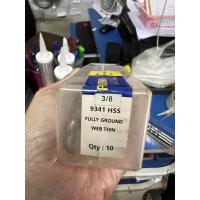 3/8
9341 HSS
FULLY GROUND
WEB THIN
Qty : 10